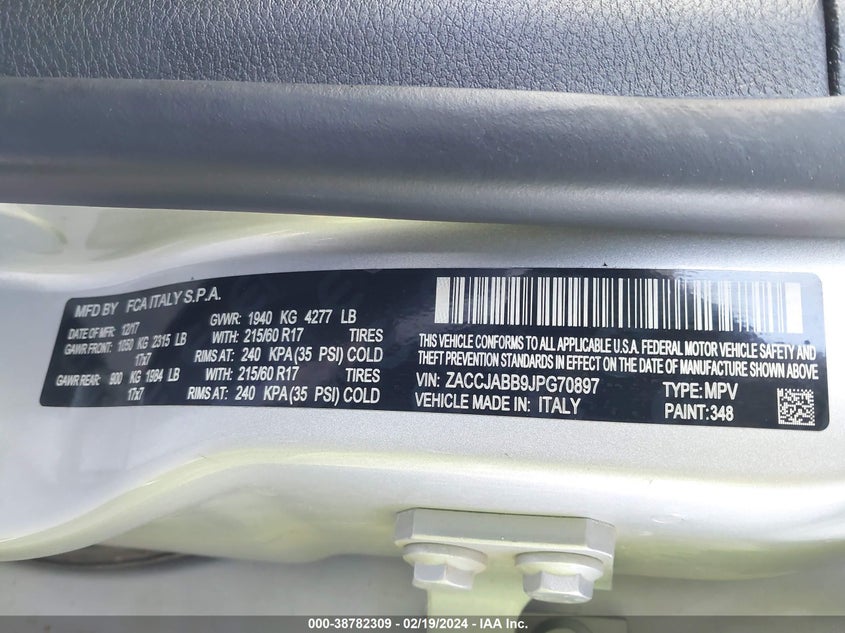 MFD BY FCA ITALY S.P.A.
DATE OF MFR: 12/17 GVWR: 1940 KG 4277 LB
GAWR FRONT: 1050 KG 2315 LB WITH: 215/60 R17 TIRES
17x7 RIMS AT: 240 KPA (35 PSI) COLD
GAWR REAR: 900 KG 1984 LB WITH: 215/60 R17 TIRES
17x7 RIMS AT: 240 KPA (35 PSI) COLD
THIS VEHICLE CONFORMS TO ALL APPLICABLE U.S.A. FEDERAL MOTOR VEHICLE SAFETY AND
THEFT PREVENTION STANDARDS IN EFFECT ON THE DATE OF MANUFACTURE SHOWN ABOVE.
VIN: ZACCJABB9JPG70897 TYPE: MPV
VEHICLE MADE IN: ITALY PAINT: 348
000-38782309 - 02/19/2024 - IAAI.com